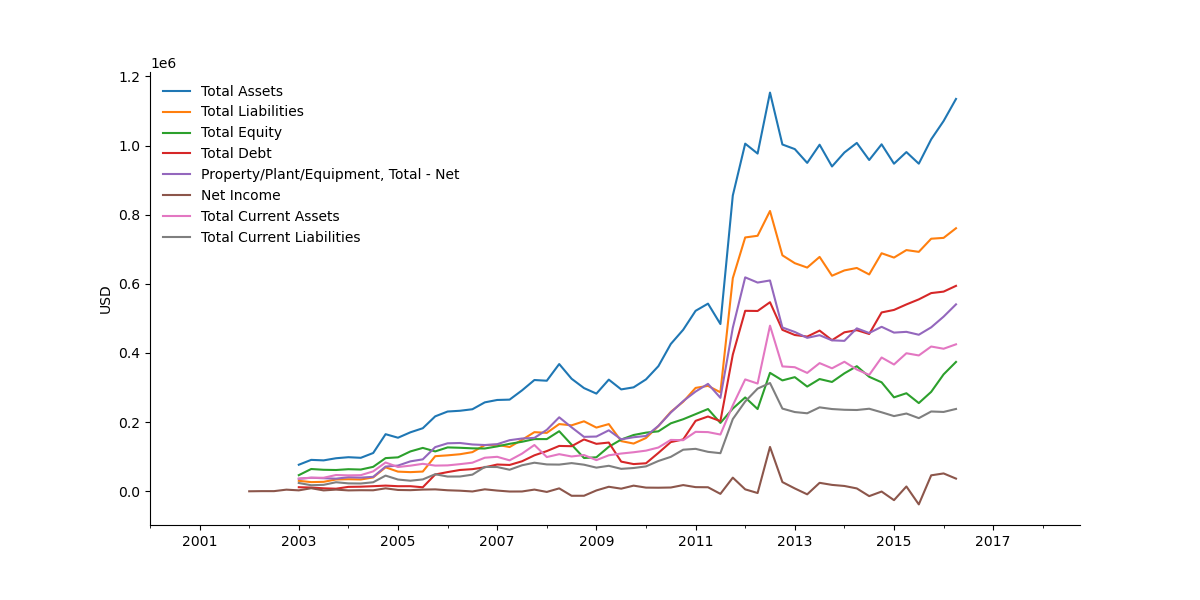 1e6
1.2
1.0
0.8
0.6
0.4
0.2
0.0
USD
Total Assets
Total Liabilities
Total Equity
Total Debt
Property/Plant/Equipment, Total - Net
Net Income
Total Current Assets
Total Current Liabilities
2001 2003 2005 2007 2009 2011 2013 2015 2017